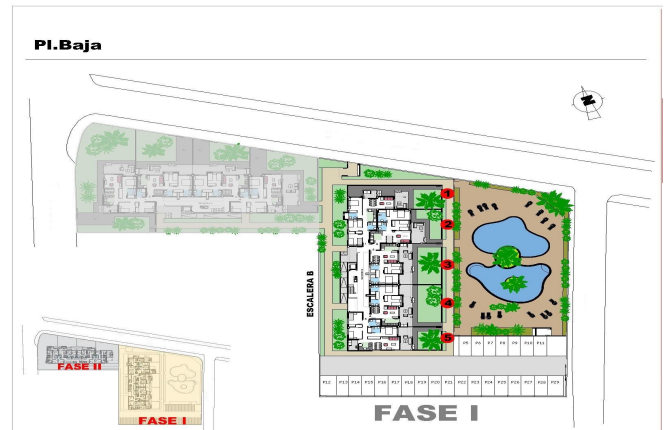 Pl.Baja
N
1
2
3
4
5
ESCALERA B
P5 P6 P7 P8 P9 P10 P11
P12 P13 P14 P15 P16 P17 P18 P19 P20 P21 P22 P23 P24 P25 P26 P27 P28 P29
FASE I
FASE II
FASE I